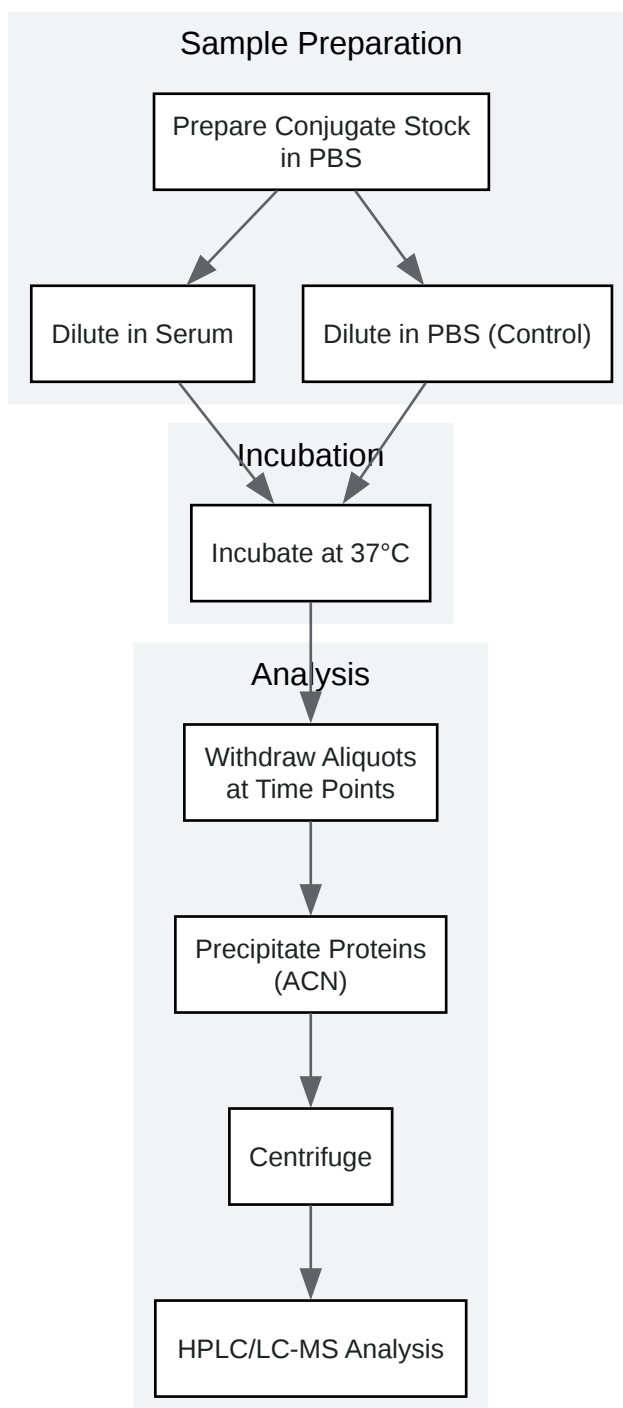 Sample Preparation
Prepare Conjugate Stock
in PBS
Dilute in Serum
Dilute in PBS (Control)
Incubation
Incubate at 37°C
Analysis
Withdraw Aliquots
at Time Points
Precipitate Proteins
(ACN)
Centrifuge
HPLC/LC-MS Analysis